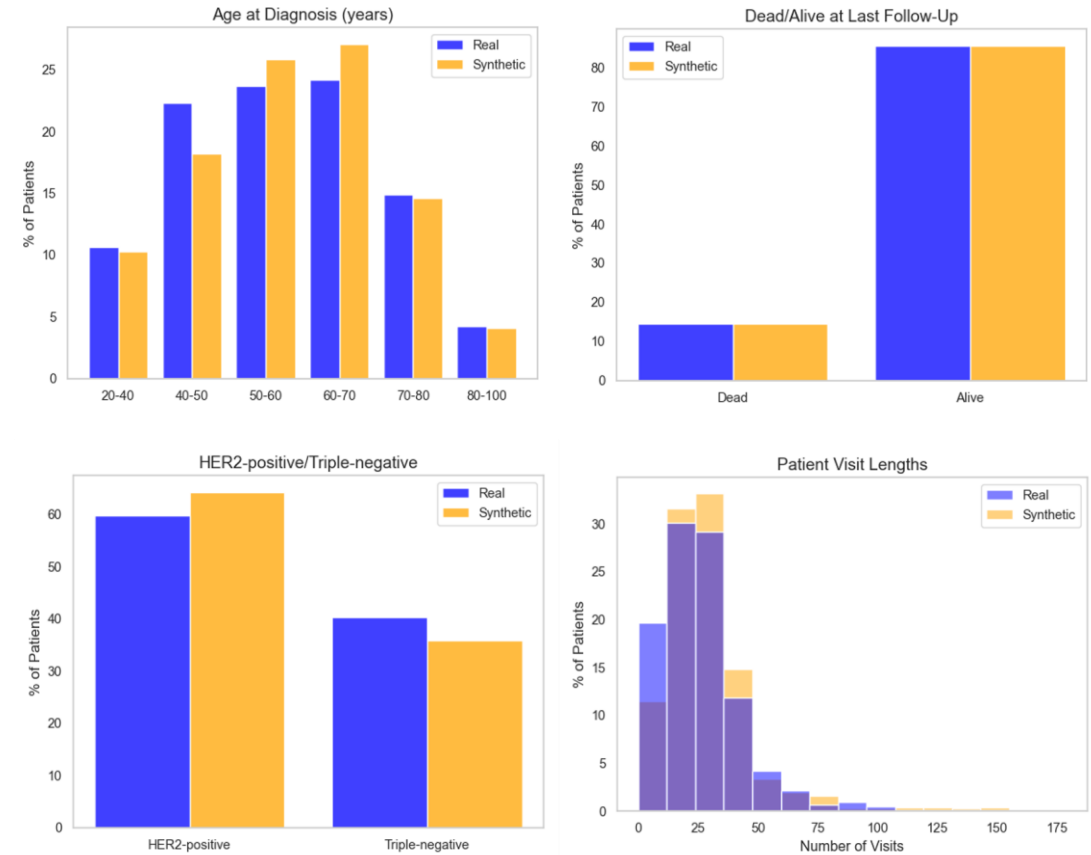 Age at Diagnosis (years)
Real
Synthetic
% of Patients
25
20
15
10
5
0
20-40 40-50 50-60 60-70 70-80 80-100
Dead/Alive at Last Follow-Up
Real
Synthetic
% of Patients
80
70
60
50
40
30
20
10
0
Dead Alive
HER2-positive/Triple-negative
Real
Synthetic
% of Patients
60
50
40
30
20
10
0
HER2-positive Triple-negative
Patient Visit Lengths
Real
Synthetic
% of Patients
30
25
20
15
10
5
0
0 25 50 75 100 125 150 175
Number of Visits